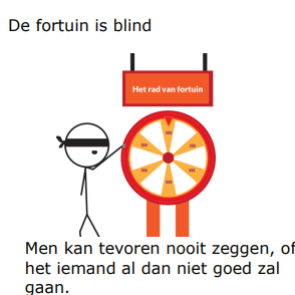 De fortuin is blind
Het rad van fortuin
Men kan tevoren nooit zeggen, of
het iemand al dan niet goed zal
gaan.